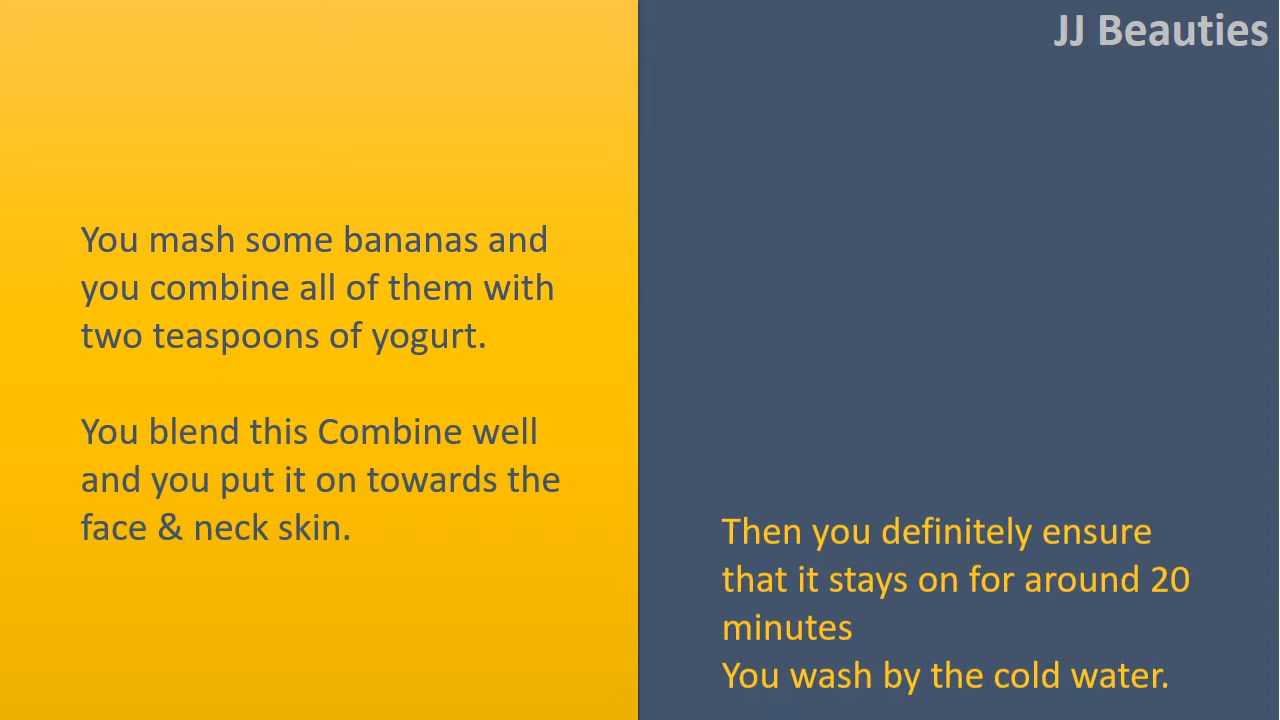 JJ Beauties
You mash some bananas and
you combine all of them with
two teaspoons of yogurt.
You blend this Combine well
and you put it on towards the
face & neck skin.
Then you definitely ensure
that it stays on for around 20
minutes
You wash by the cold water.